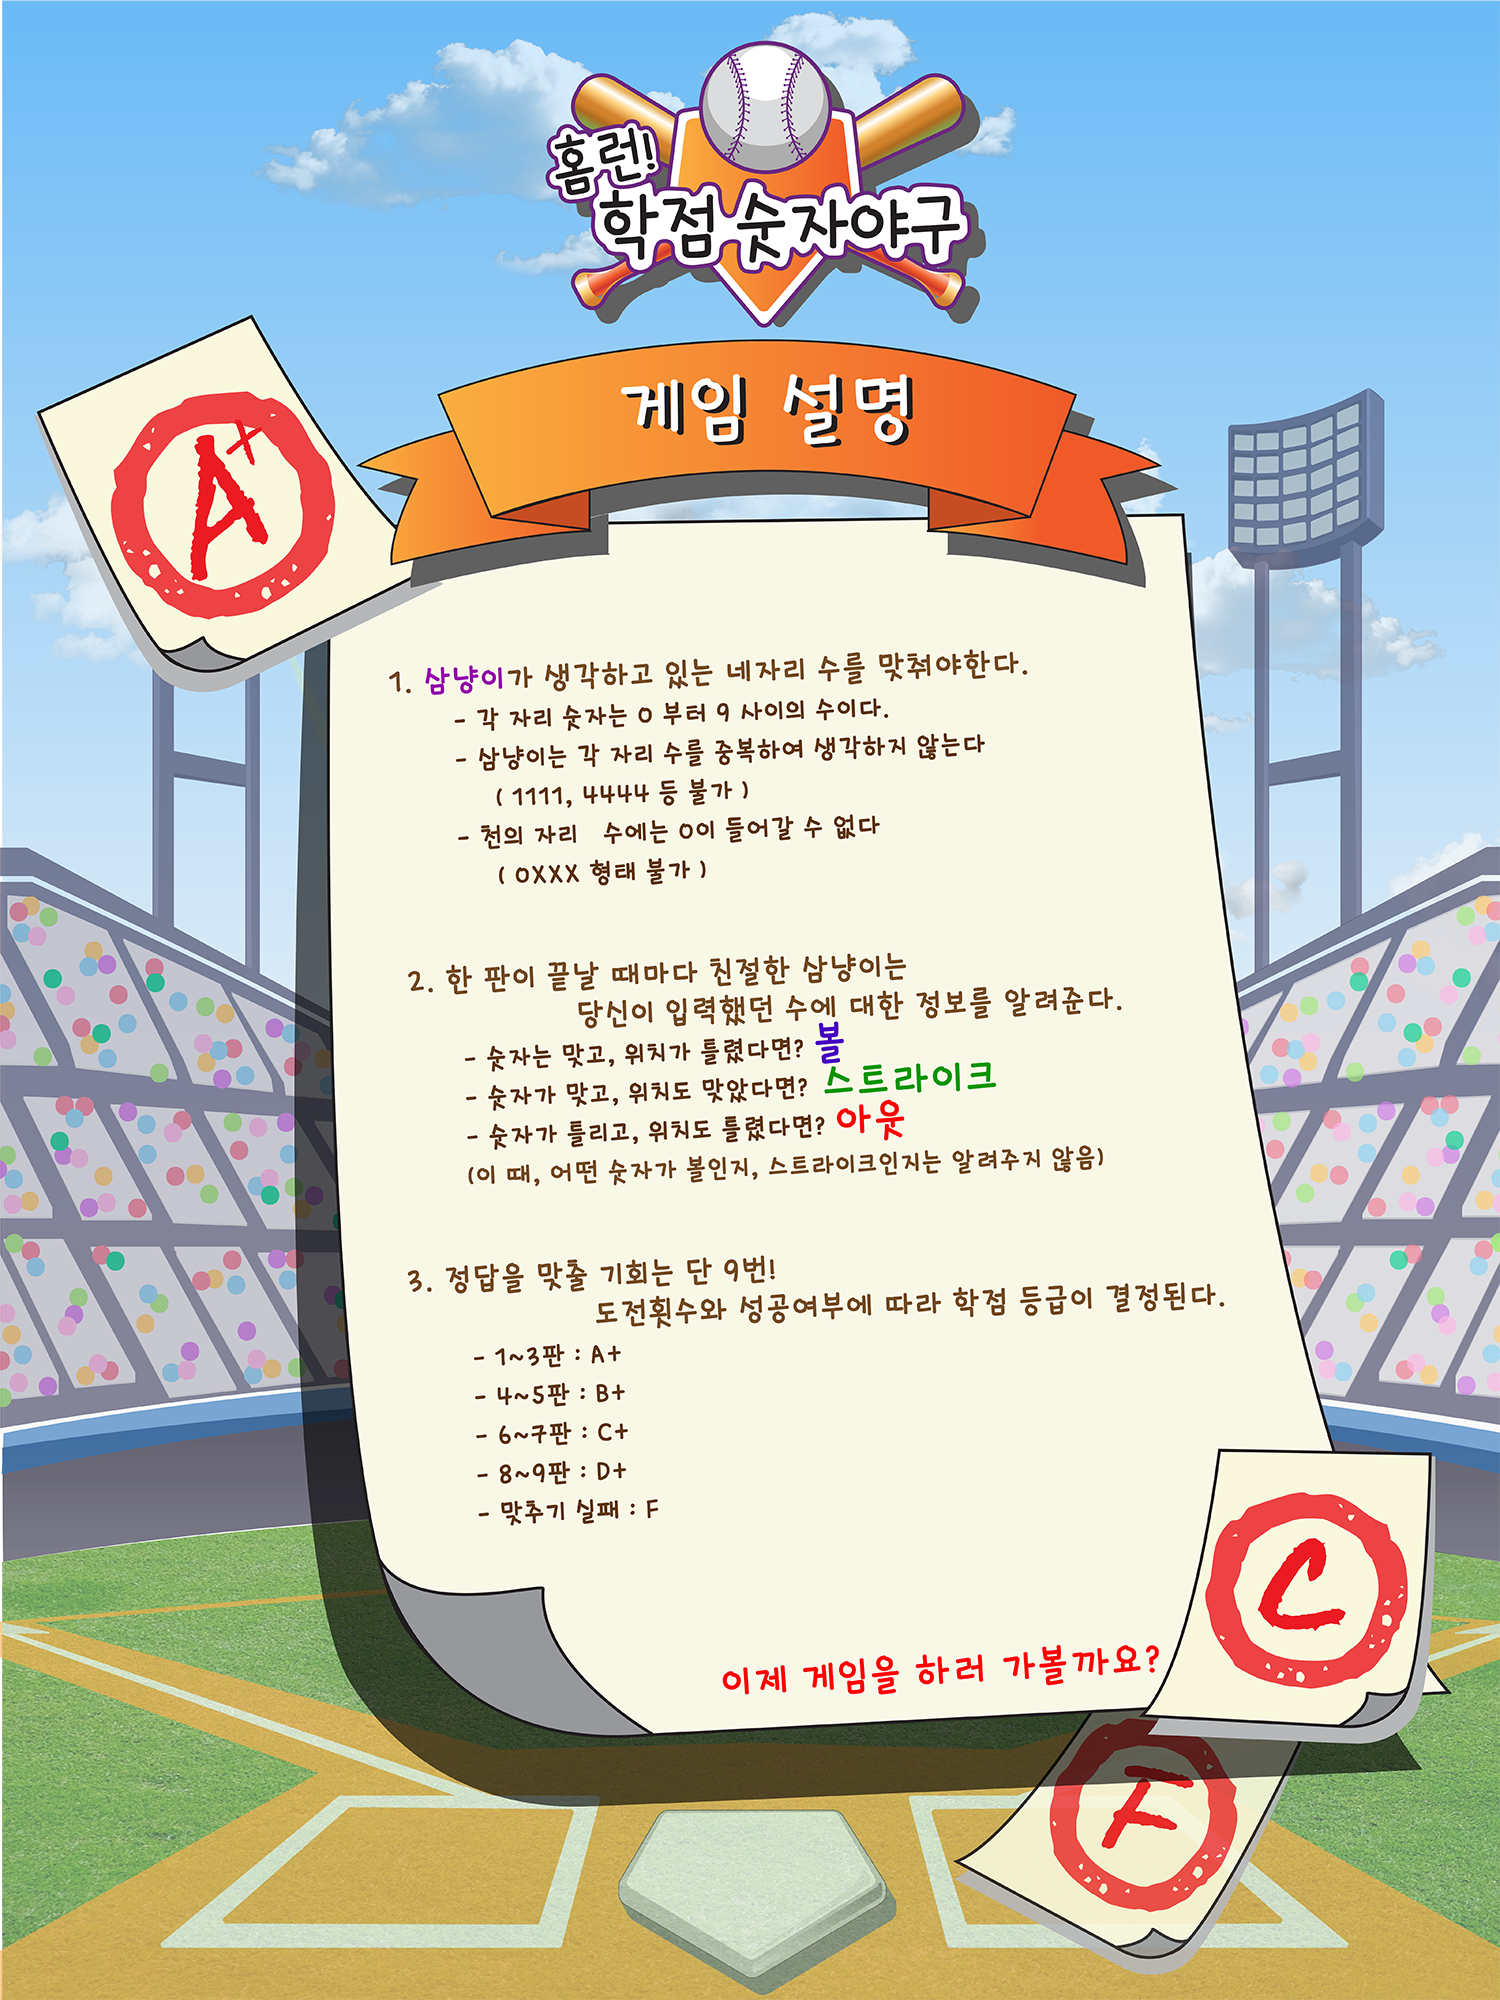 홈런!
학점 숫자야구
게임 설명
A+
1. 삼냥이가 생각하고 있는 네자리 수를 맞춰야한다.
- 각 자리 숫자는 0 부터 9 사이의 수이다.
- 삼냥이는 각 자리 수를 중복하여 생각하지 않는다
( 1111, 4444 등 불가 )
- 천의 자리 수에는 0이 들어갈 수 없다
( 0XXX 형태 불가 )
2. 한 판이 끝날 때마다 친절한 삼냥이는
당신이 입력했던 수에 대한 정보를 알려준다.
- 숫자는 맞고, 위치가 틀렸다면? 볼
- 숫자가 맞고, 위치도 맞았다면? 스트라이크
- 숫자가 틀리고, 위치도 틀렸다면? 아웃
(이 때, 어떤 숫자가 볼인지, 스트라이크인지는 알려주지 않음)
3. 정답을 맞출 기회는 단 9번!
도전횟수와 성공여부에 따라 학점 등급이 결정된다.
- 1~3판 : A+
- 4~5판 : B+
- 6~7판 : C+
- 8~9판 : D+
- 맞추기 실패 : F
이제 게임을 하러 가볼까요?
C
F